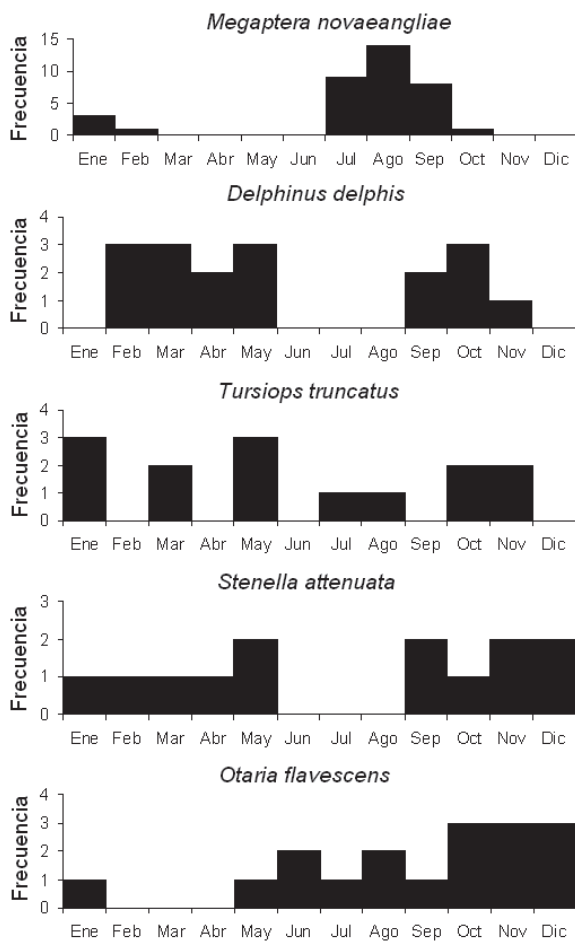 Megaptera novaeangliae
Frecuencia
15
10
5
0
Ene Feb Mar Abr May Jun Jul Ago Sep Oct Nov Dic
Delphinus delphis
Frecuencia
4
3
2
1
0
Ene Feb Mar Abr May Jun Jul Ago Sep Oct Nov Dic
Tursiops truncatus
Frecuencia
4
3
2
1
0
Ene Feb Mar Abr May Jun Jul Ago Sep Oct Nov Dic
Stenella attenuata
Frecuencia
3
2
1
0
Ene Feb Mar Abr May Jun Jul Ago Sep Oct Nov Dic
Otaria flavescens
Frecuencia
4
3
2
1
0
Ene Feb Mar Abr May Jun Jul Ago Sep Oct Nov Dic